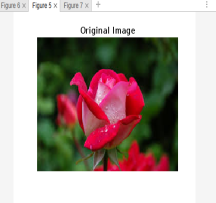 Figure 6 × Figure 5 × Figure 7 × +
Original Image